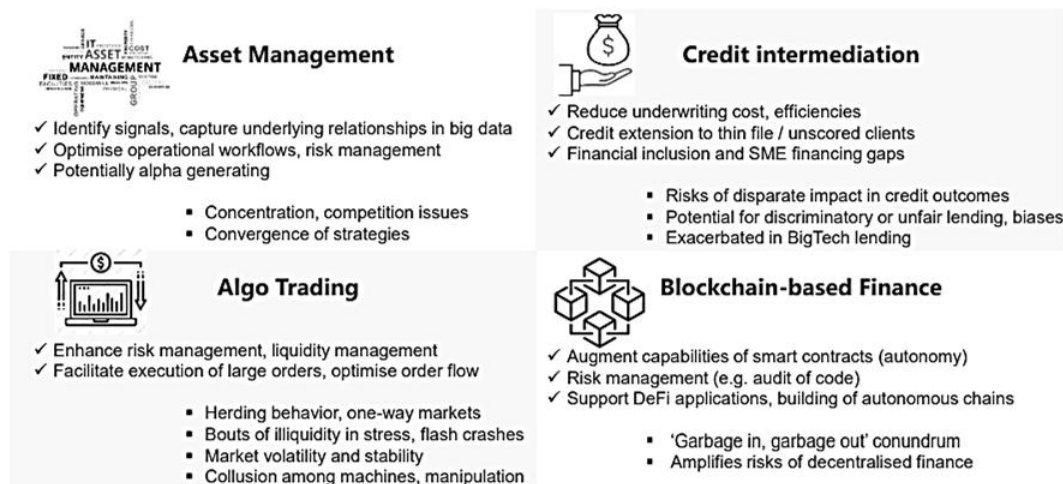 IT
ASSET
COST
MANAGEMENT
FIXED
MAINTAINING
GROUP
Asset Management
✓ Identify signals, capture underlying relationships in big data
✓ Optimise operational workflows, risk management
✓ Potentially alpha generating
▪ Concentration, competition issues
▪ Convergence of strategies
$
Credit intermediation
✓ Reduce underwriting cost, efficiencies
✓ Credit extension to thin file / unscored clients
✓ Financial inclusion and SME financing gaps
▪ Risks of disparate impact in credit outcomes
▪ Potential for discriminatory or unfair lending, biases
▪ Exacerbated in BigTech lending
$
Algo Trading
✓ Enhance risk management, liquidity management
✓ Facilitate execution of large orders, optimise order flow
▪ Herding behavior, one-way markets
▪ Bouts of illiquidity in stress, flash crashes
▪ Market volatility and stability
▪ Collusion among machines, manipulation
Blockchain-based Finance
✓ Augment capabilities of smart contracts (autonomy)
✓ Risk management (e.g. audit of code)
✓ Support DeFi applications, building of autonomous chains
▪ ‘Garbage in, garbage out’ conundrum
▪ Amplifies risks of decentralised finance